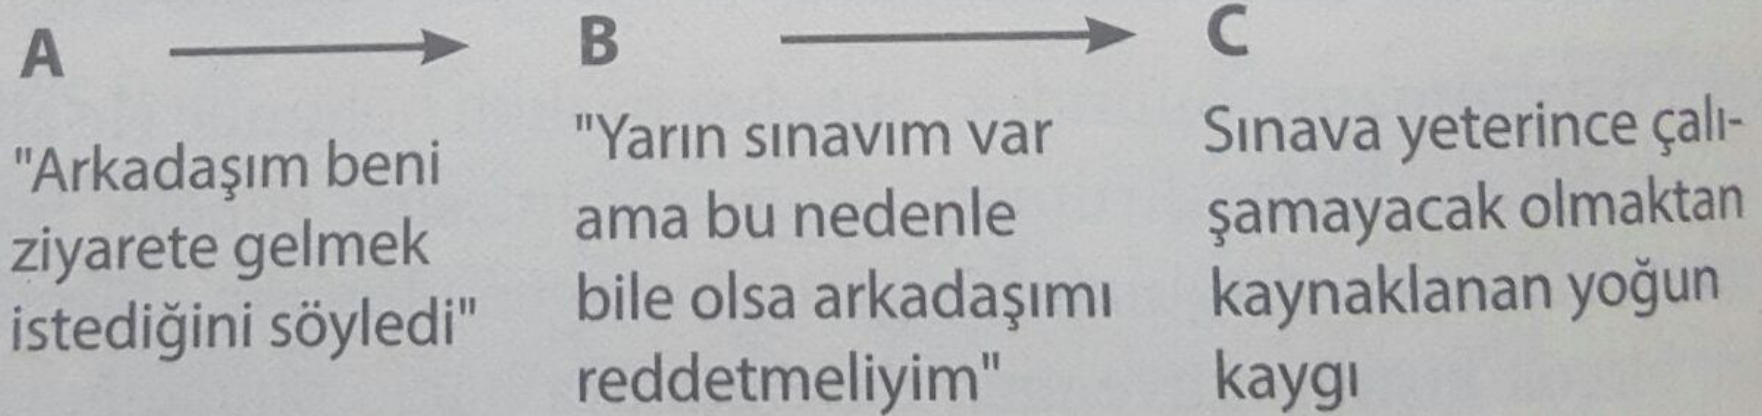 A → B → C
"Arkadaşım beni
ziyarete gelmek
istediğini söyledi"
"Yarın sınavım var
ama bu nedenle
bile olsa arkadaşımı
reddetmeliyim"
Sınava yeterince çalı-
şamayacak olmaktan
kaynaklanan yoğun
kaygı